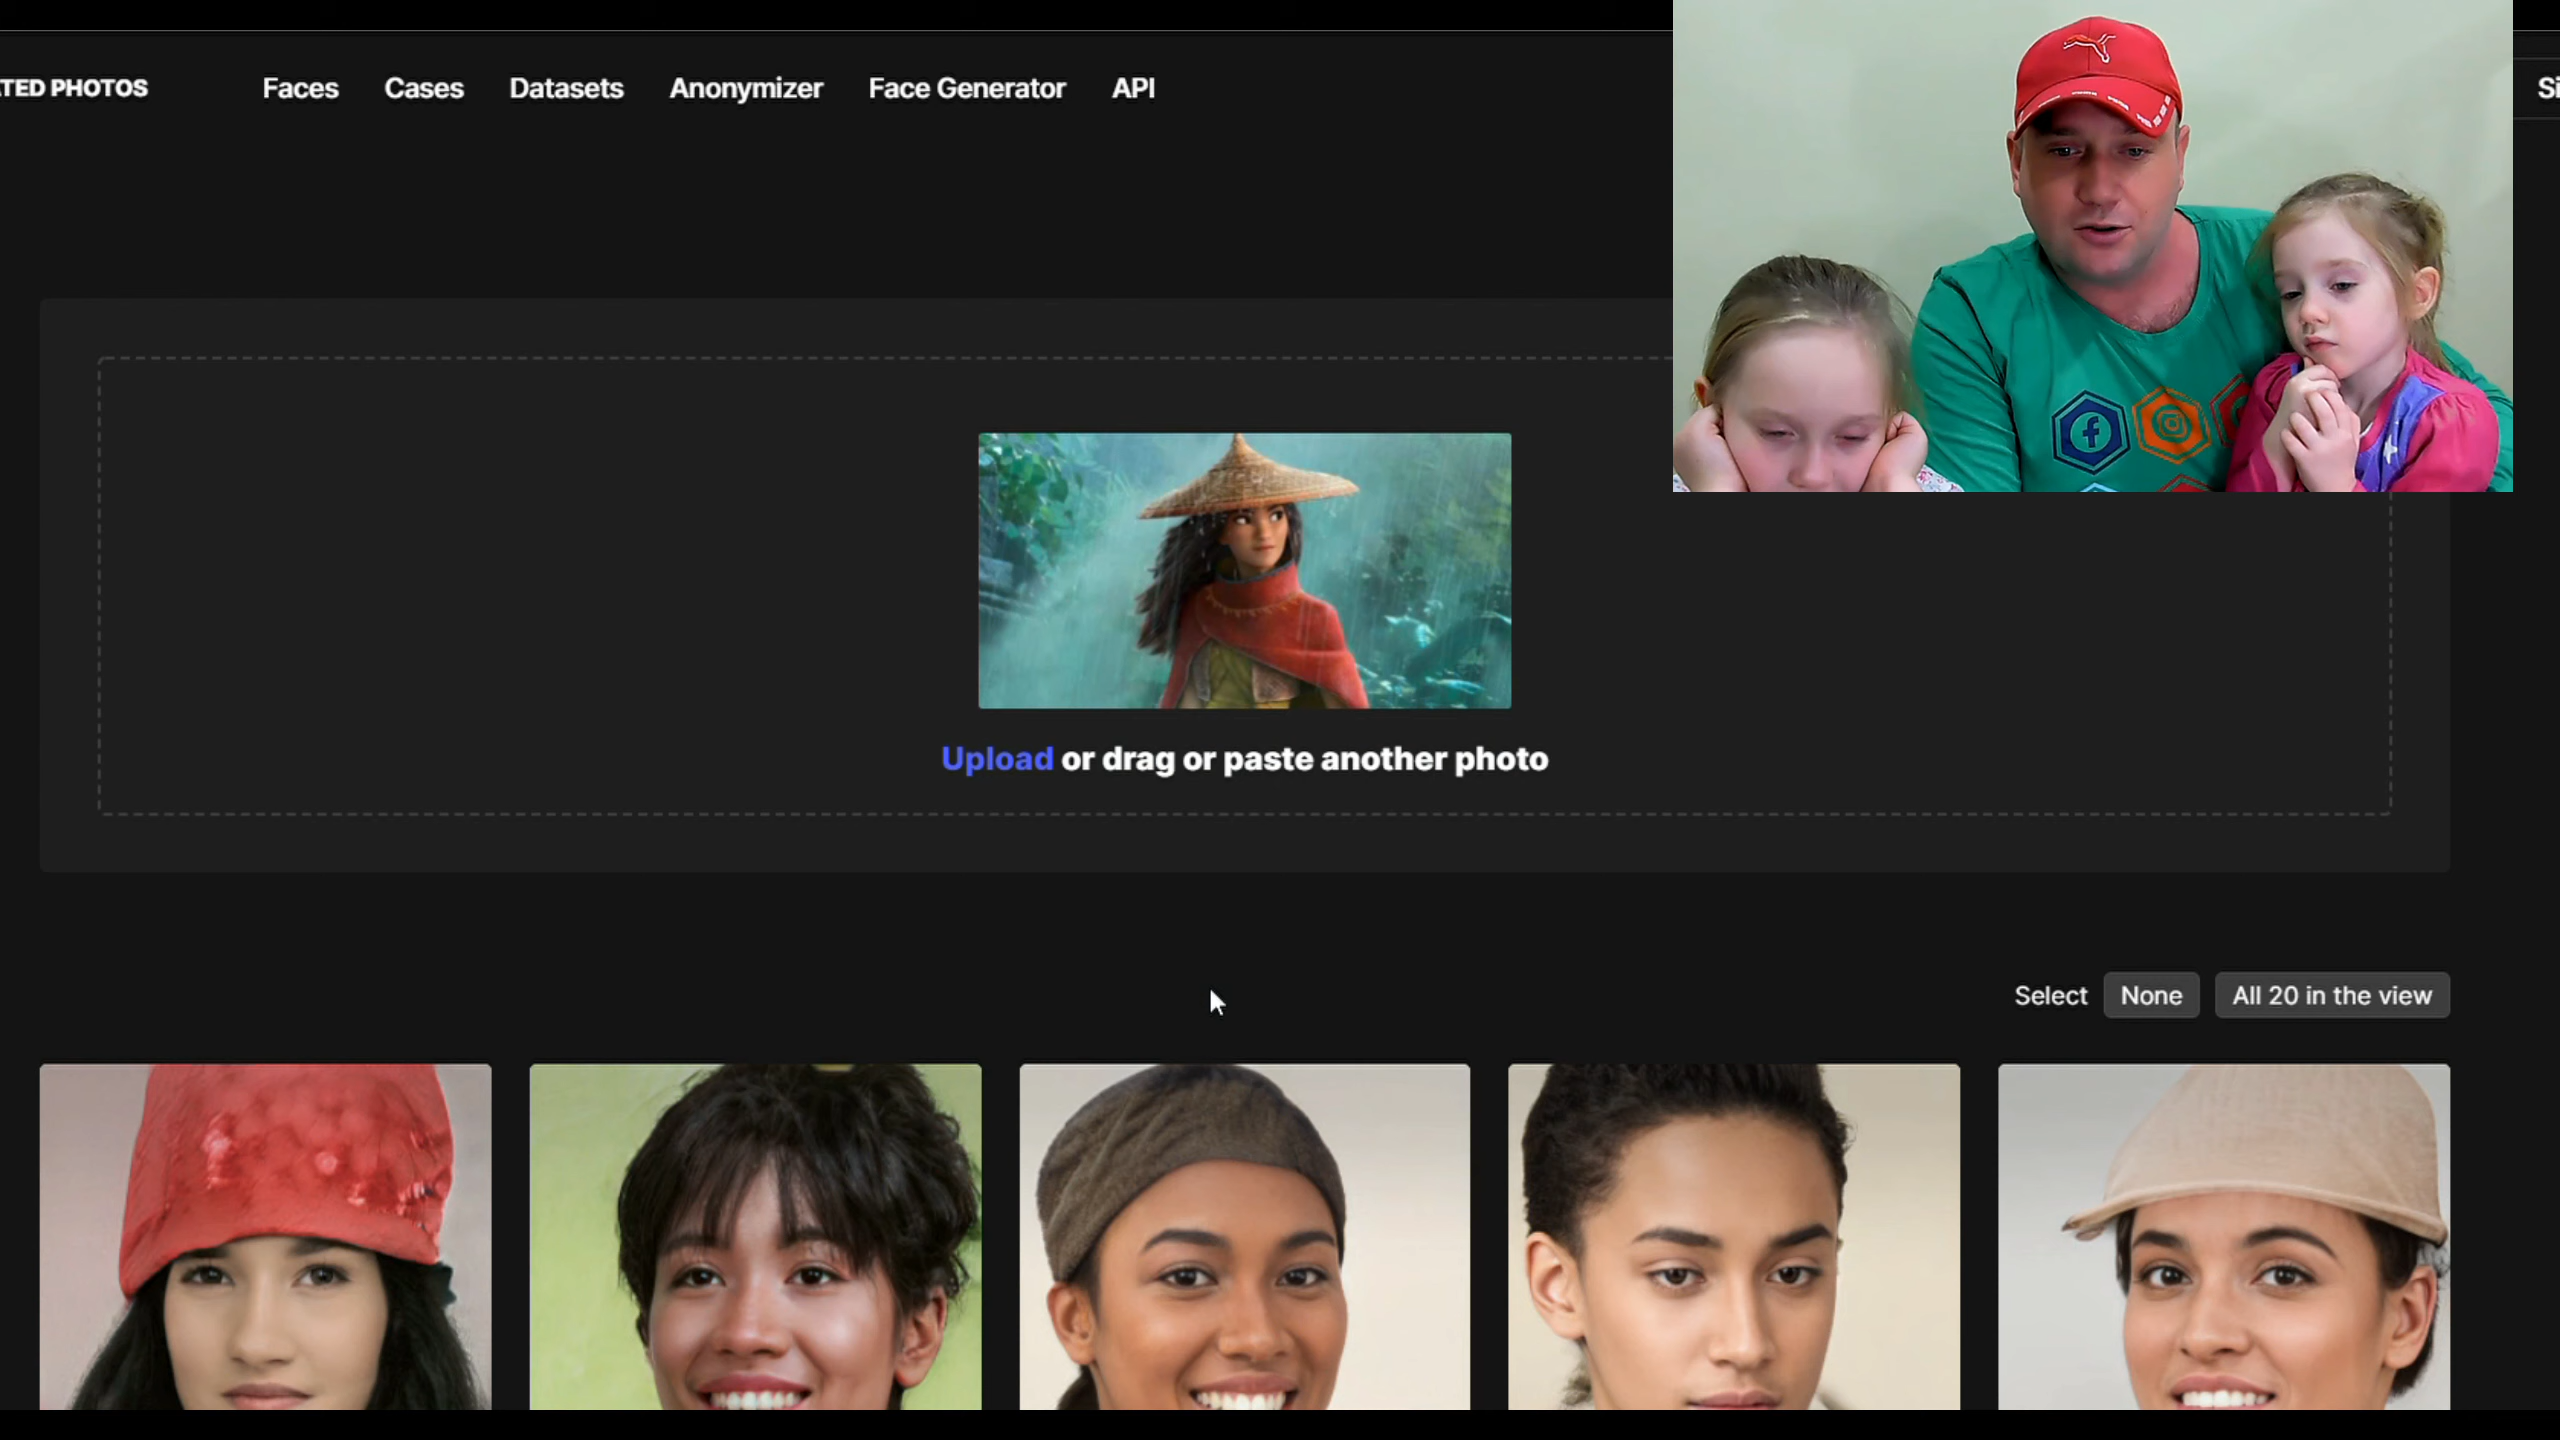 TED PHOTOS
Faces
Cases
Datasets
Anonymizer
Face Generator
API
Si
Upload or drag or paste another photo
Select
None
All 20 in the view